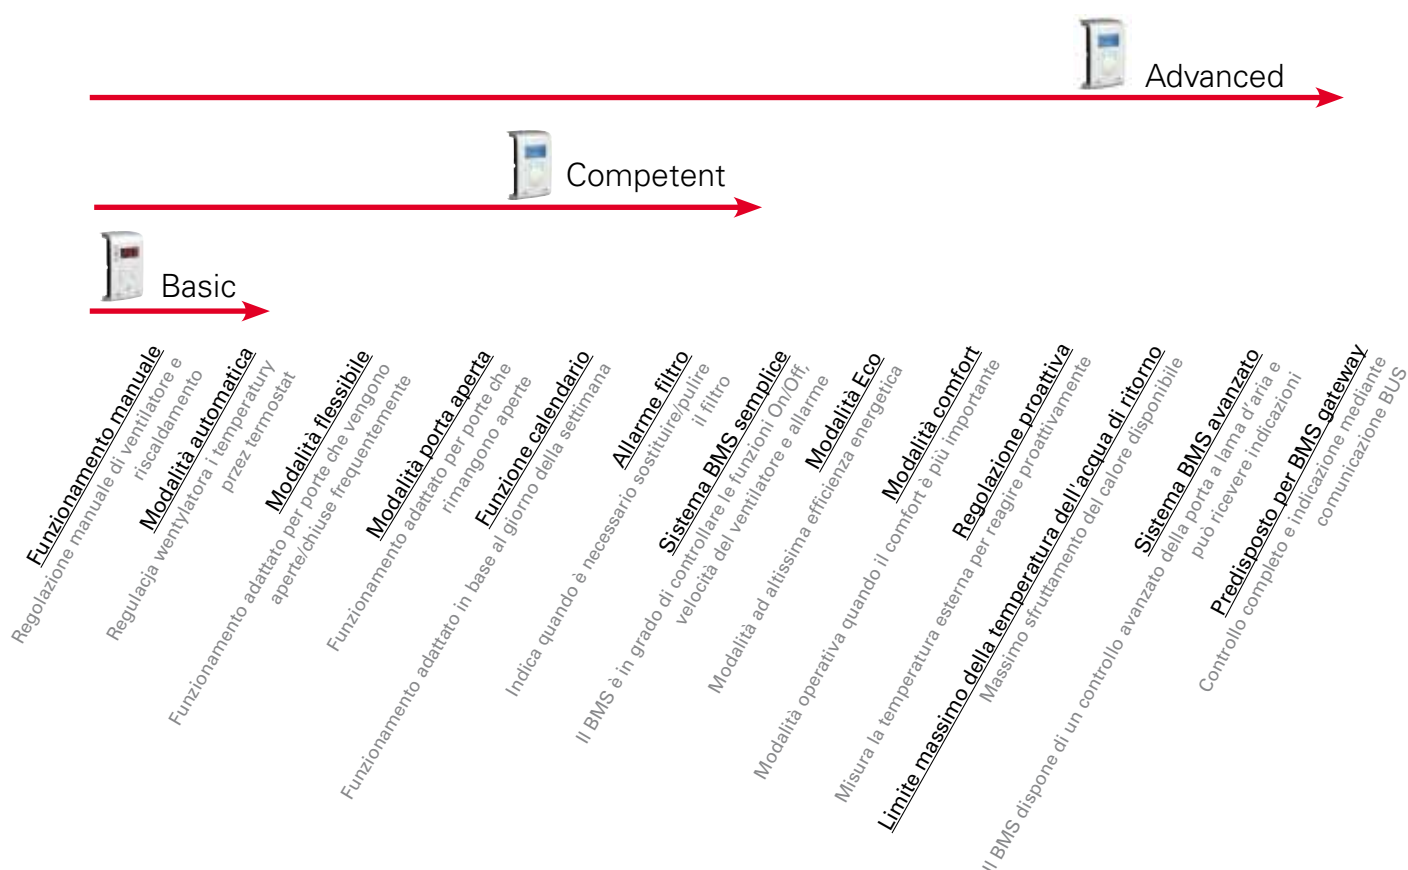 Advanced
Competent
Basic
Funzionamento manuale
Regolazione manuale di ventilatore e
riscaldamento
Modalità automatica
Regulacja wentylatora i temperatury
przez termostat
Modalità flessibile
Funzionamento adattato per porte che vengono
aperte/chiuse frequentemente
Modalità porta aperta
Funzionamento adattato per porte che
rimangono aperte
Funzione calendario
Funzionamento adattato in base al giorno della settimana
Allarme filtro
Indica quando è necessario sostituire/pulire
il filtro
Sistema BMS semplice
Il BMS è in grado di controllare le funzioni On/Off,
velocità del ventilatore e allarme
Modalità Eco
Modalità ad altissima efficienza energetica
Modalità comfort
Modalità operativa quando il comfort è più importante
Regolazione proattiva
Misura la temperatura esterna per reagire proattivamente
Limite massimo della temperatura dell'acqua di ritorno
Massimo sfruttamento del calore disponibile
Sistema BMS avanzato
Il BMS dispone di un controllo avanzato della porta a lama d'aria e
può ricevere indicazioni
Predisposto per BMS gateway
Controllo completo e indicazione mediante
comunicazione BUS